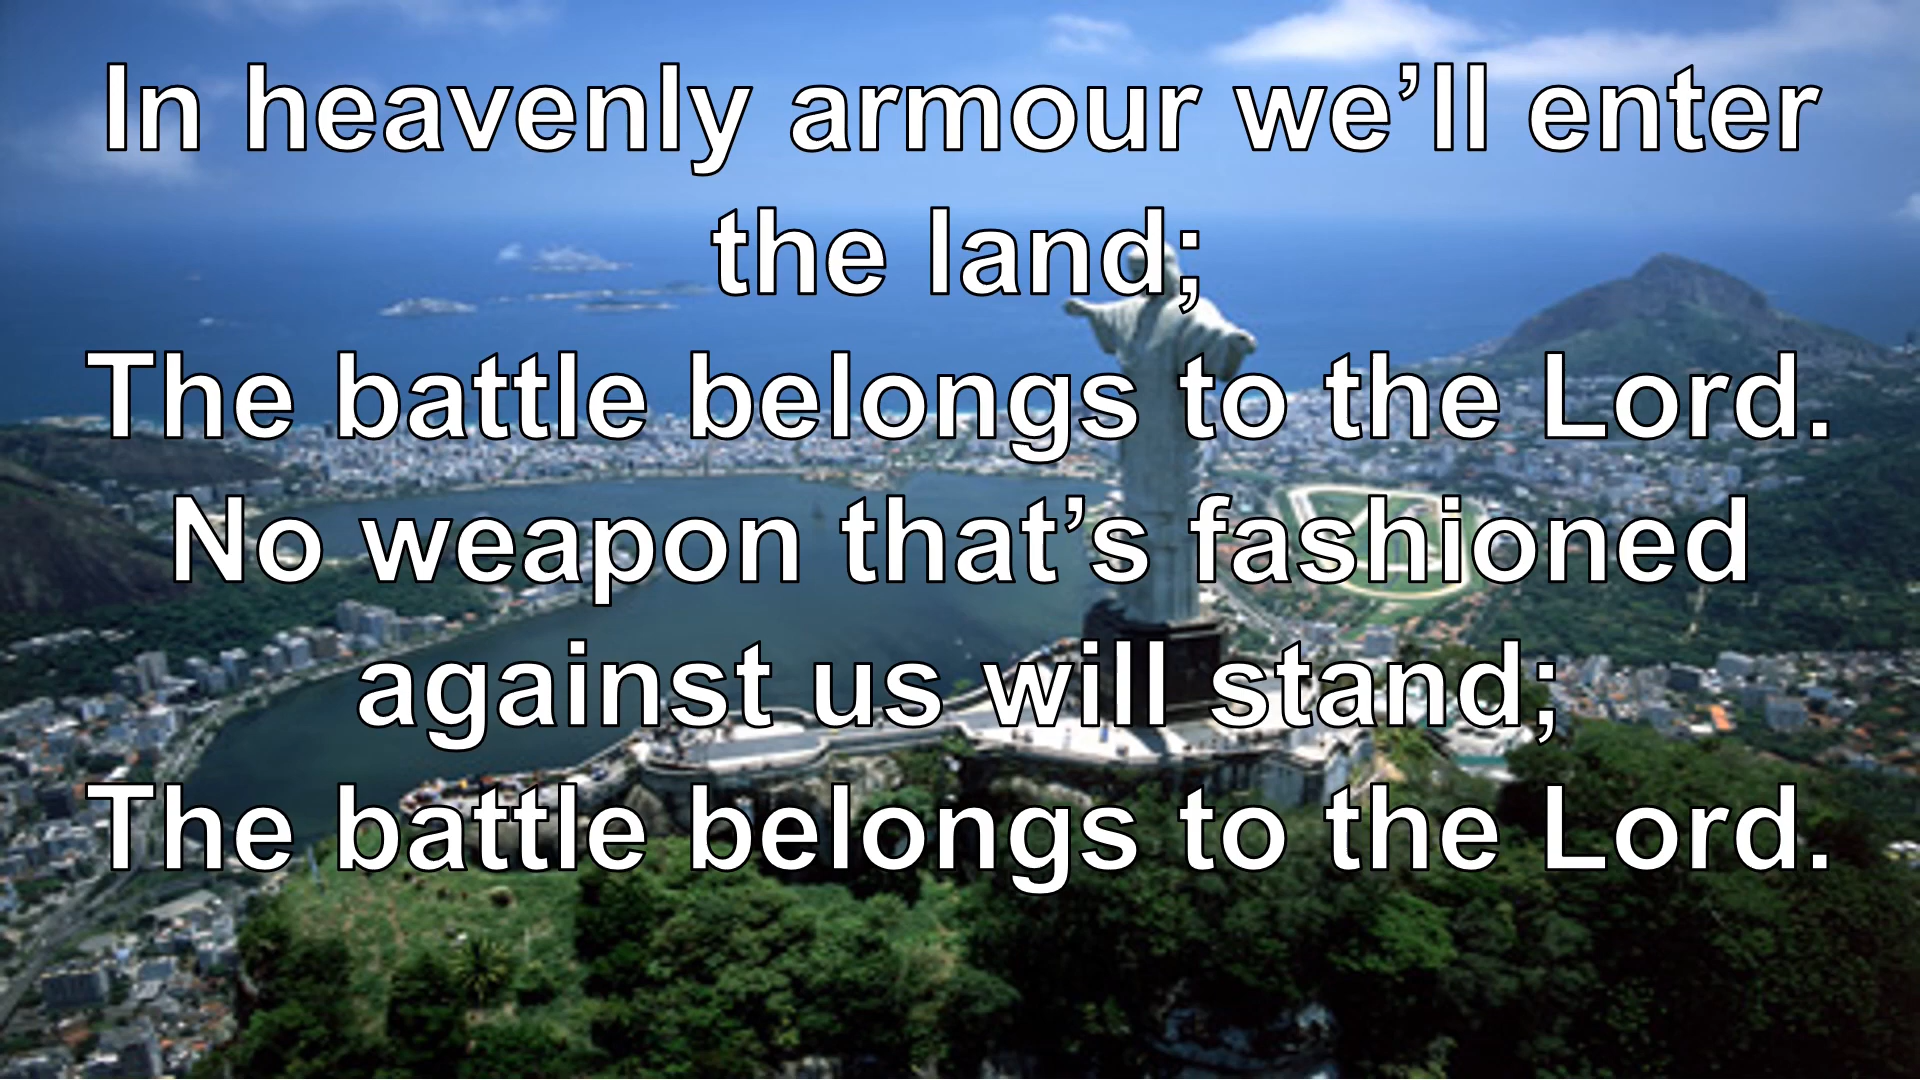 In heavenly armour we’ll enter
the land;
The battle belongs to the Lord.
No weapon that’s fashioned
against us will stand;
The battle belongs to the Lord.